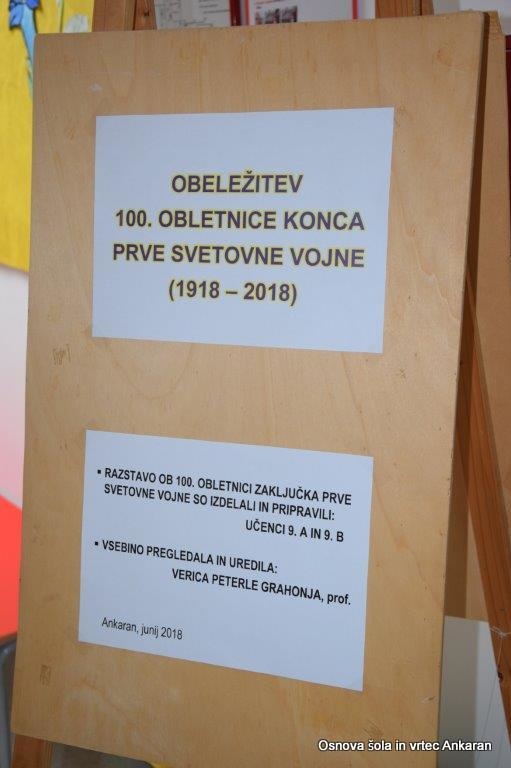 OBELEŽITEV
100. OBLETNICE KONCA
PRVE SVETOVNE VOJNE
(1918 – 2018)
▪ RAZSTAVO OB 100. OBLETNICI ZAKLJUČKA PRVE
SVETOVNE VOJNE SO IZDELALI IN PRIPRAVILI:
UČENCI 9. A IN 9. B
▪ VSEBINO PREGLEDALA IN UREDILA:
VERICA PETERLE GRAHONJA, prof.
Ankaran, junij 2018
Osnova šola in vrtec Ankaran